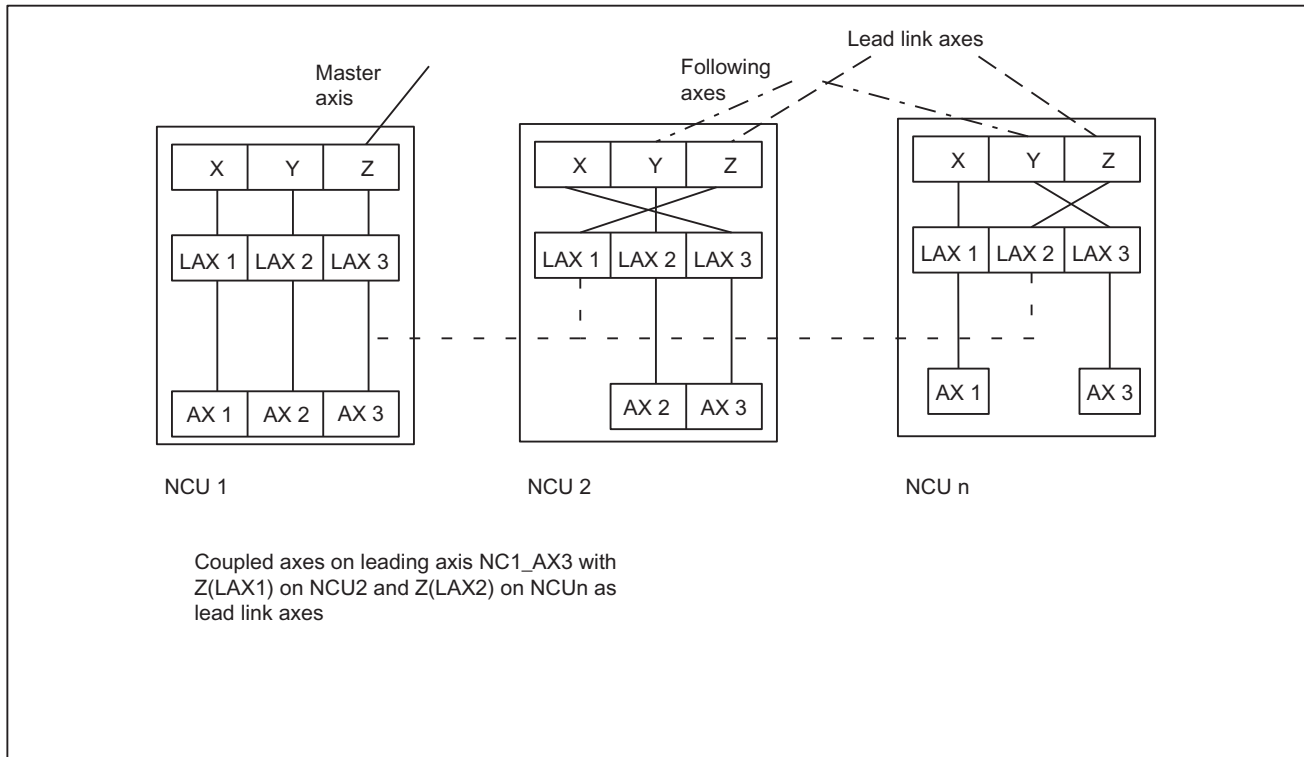 Lead link axes
Master
axis
Following
axes
X Y Z
X Y Z
X Y Z
LAX 1 LAX 2 LAX 3
LAX 1 LAX 2 LAX 3
LAX 1 LAX 2 LAX 3
AX 1 AX 2 AX 3
AX 2 AX 3
AX 1 AX 3
NCU 1
NCU 2
NCU n
Coupled axes on leading axis NC1_AX3 with
Z(LAX1) on NCU2 and Z(LAX2) on NCUn as
lead link axes